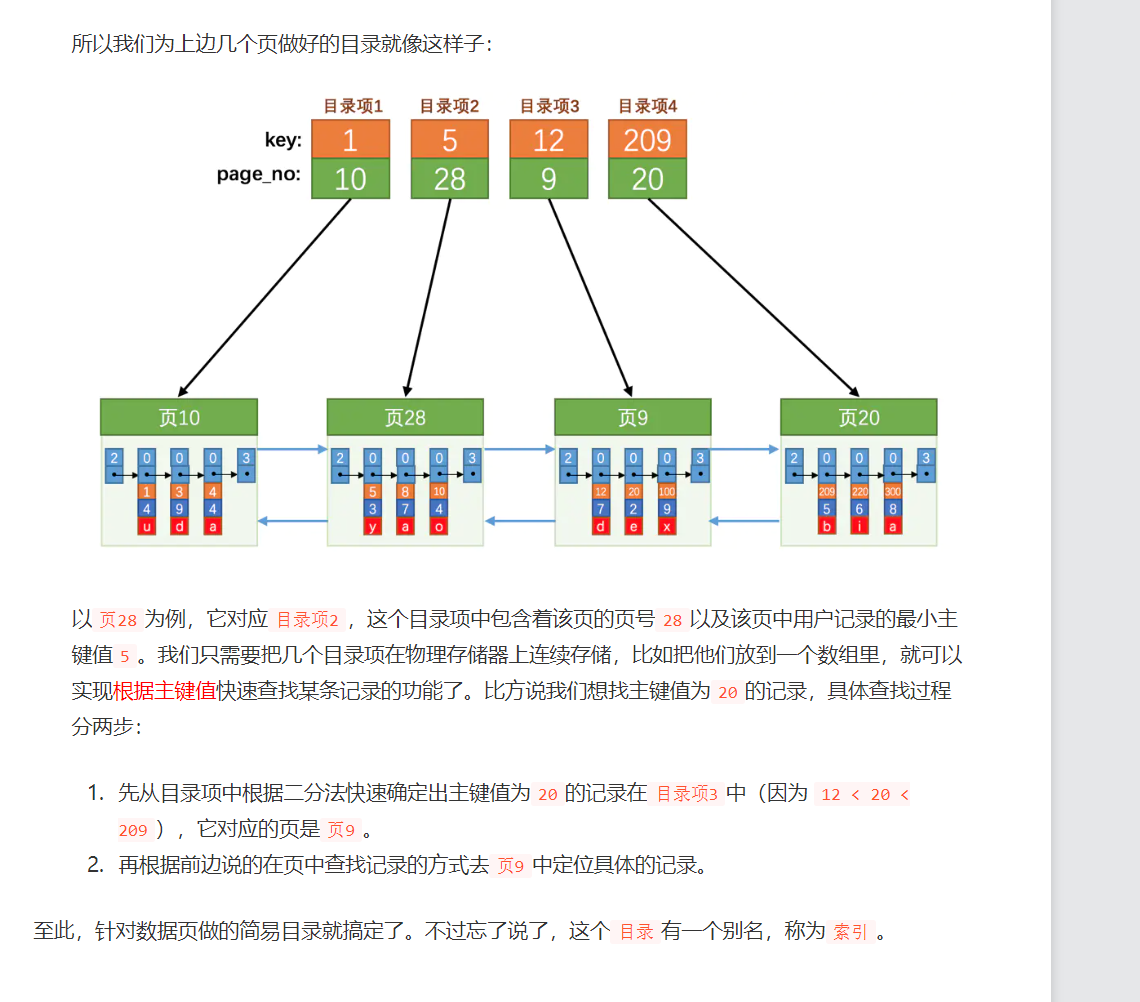 所以我们为上边几个页做好的目录就像这样子：
目录项1 目录项2 目录项3 目录项4
key: 1 5 12 209
page_no: 10 28 9 20
页10 页28 页9 页20
2 0 0 0 3 2 0 0 0 3 2 0 0 0 3 2 0 0 0 3
1 3 4 5 8 10 12 20 100 209 220 300
4 9 4 3 7 4 7 2 9 5 6 8
u d a y a o d e x b i a
以 页28 为例，它对应 目录项2 ，这个目录项中包含着该页的页号 28 以及该页中用户记录的最小主
键值 5 。我们只需要把几个目录项在物理存储器上连续存储，比如把他们放到一个数组里，就可以
实现根据主键值快速查找某条记录的功能了。比方说我们想找主键值为 20 的记录，具体查找过程
分两步：
1. 先从目录项中根据二分法快速确定出主键值为 20 的记录在 目录项3 中（因为 12 < 20 <
209 ），它对应的页是 页9 。
2. 再根据前边说的在页中查找记录的方式去 页9 中定位具体的记录。
至此，针对数据页做的简易目录就搞定了。不过忘了说了，这个 目录 有一个别名，称为 索引 。